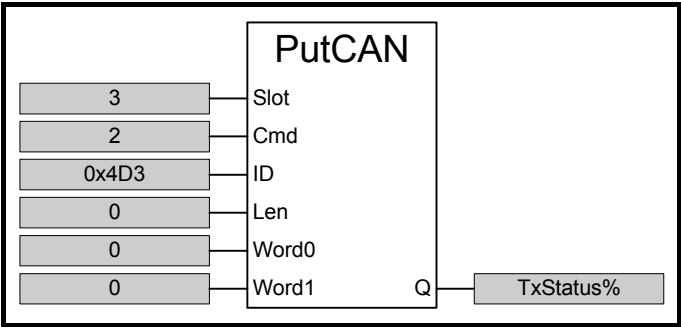 PutCAN
3 Slot
2 Cmd
0x4D3 ID
0 Len
0 Word0
0 Word1 Q TxStatus%